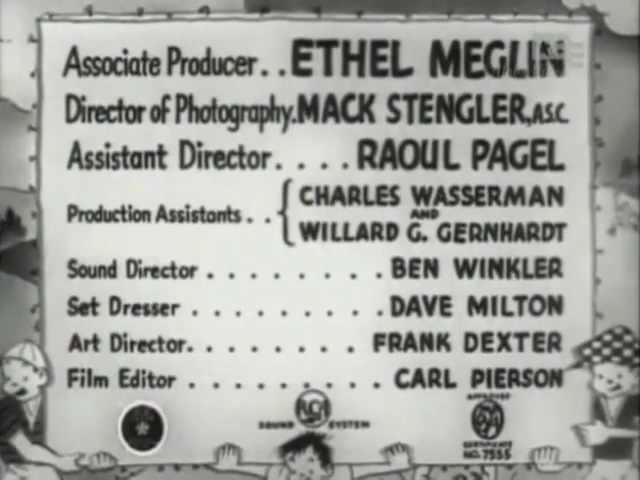 Associate Producer..ETHEL MEGLIN
Director of Photography.MACK STENGLER,A.S.C.
Assistant Director....RAOUL PAGEL
Production Assistants..{CHARLES WASSERMAN
AND
WILLARD G. GERNHARDT
Sound Director.........BEN WINKLER
Set Dresser..........DAVE MILTON
Art Director........FRANK DEXTER
Film Editor..........CARL PIERSON
RCA
SOUND SYSTEM
APPROVED
CERTIFICATE
NO. 7555